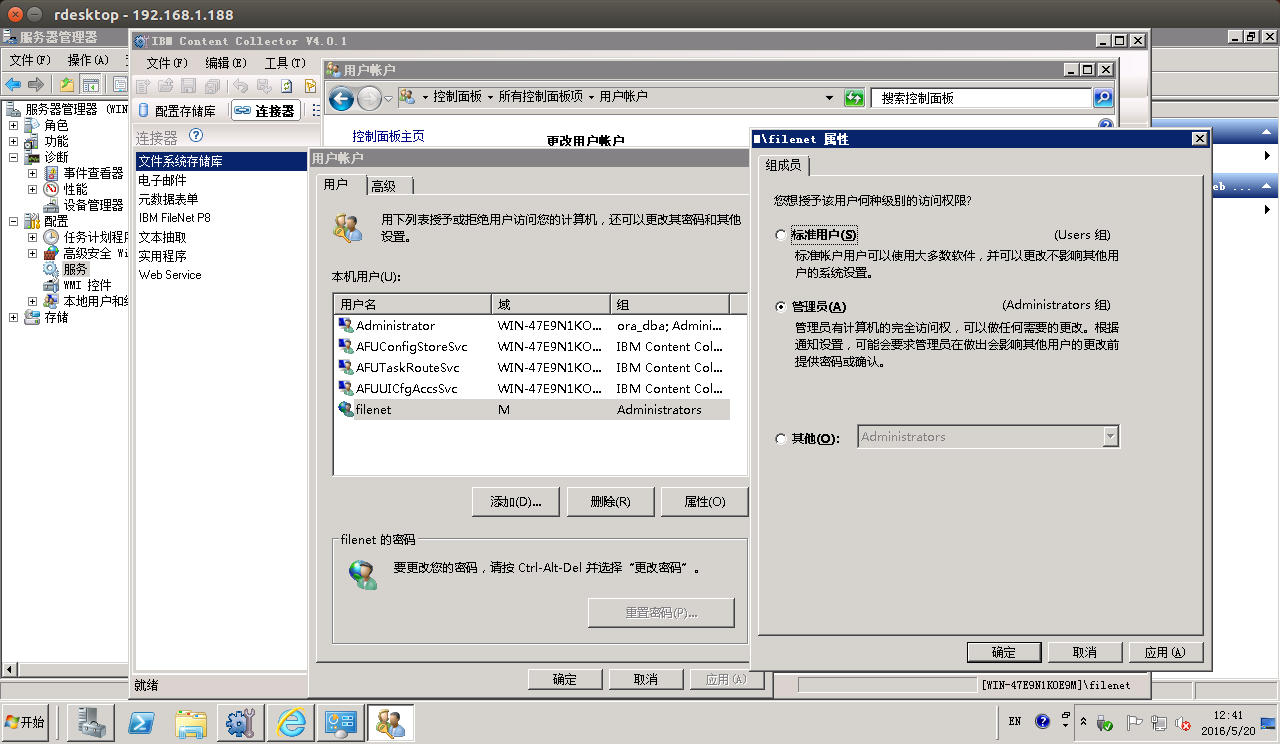 rdesktop - 192.168.1.188
服务器管理器
文件(F) 操作(A)
服务器管理器 (WIN
角色
功能
诊断
事件查看器
性能
设备管理器
配置
任务计划程
高级安全 Wi
服务
WMI 控件
本地用户和
存储
IBM Content Collector V4.0.1
文件(F) 编辑(E) 工具(T)
配置存储库 连接器
连接器
文件系统存储库
电子邮件
元数据表单
IBM FileNet P8
文本抽取
实用程序
Web Service
就绪
用户帐户
控制面板 所有控制面板项 用户帐户
搜索控制面板
控制面板主页
更改用户帐户
用户帐户
用户 高级
用下列表授予或拒绝用户访问您的计算机，还可以更改其密码和其他
设置。
本机用户(U):
用户名 域 组
Administrator WIN-47E9N1KO... ora_dba; Admini...
AFUConfigStoreSvc WIN-47E9N1KO... IBM Content Col...
AFUTaskRouteSvc WIN-47E9N1KO... IBM Content Col...
AFUUICfgAccsSvc WIN-47E9N1KO... IBM Content Col...
filenet M Administrators
添加(D)... 删除(R) 属性(O)
filenet 的密码
要更改您的密码，请按 Ctrl-Alt-Del 并选择“更改密码”。
重置密码(P)...
确定 取消 应用(A)
\filenet 属性
组成员
您想授予该用户何种级别的访问权限?
标准用户(S) (Users 组)
标准帐户用户可以使用大多数软件，并可以更改不影响其他用
户的系统设置。
管理员(A) (Administrators 组)
管理员有计算机的完全访问权，可以做任何需要的更改。根据
通知设置，可能会要求管理员在做出会影响其他用户的更改前
提供密码或确认。
其他(O): Administrators
确定 取消 应用(A)
eb ...
[WIN-47E9N1KOE9M]\filenet
开始
EN
12:41
2016/5/20